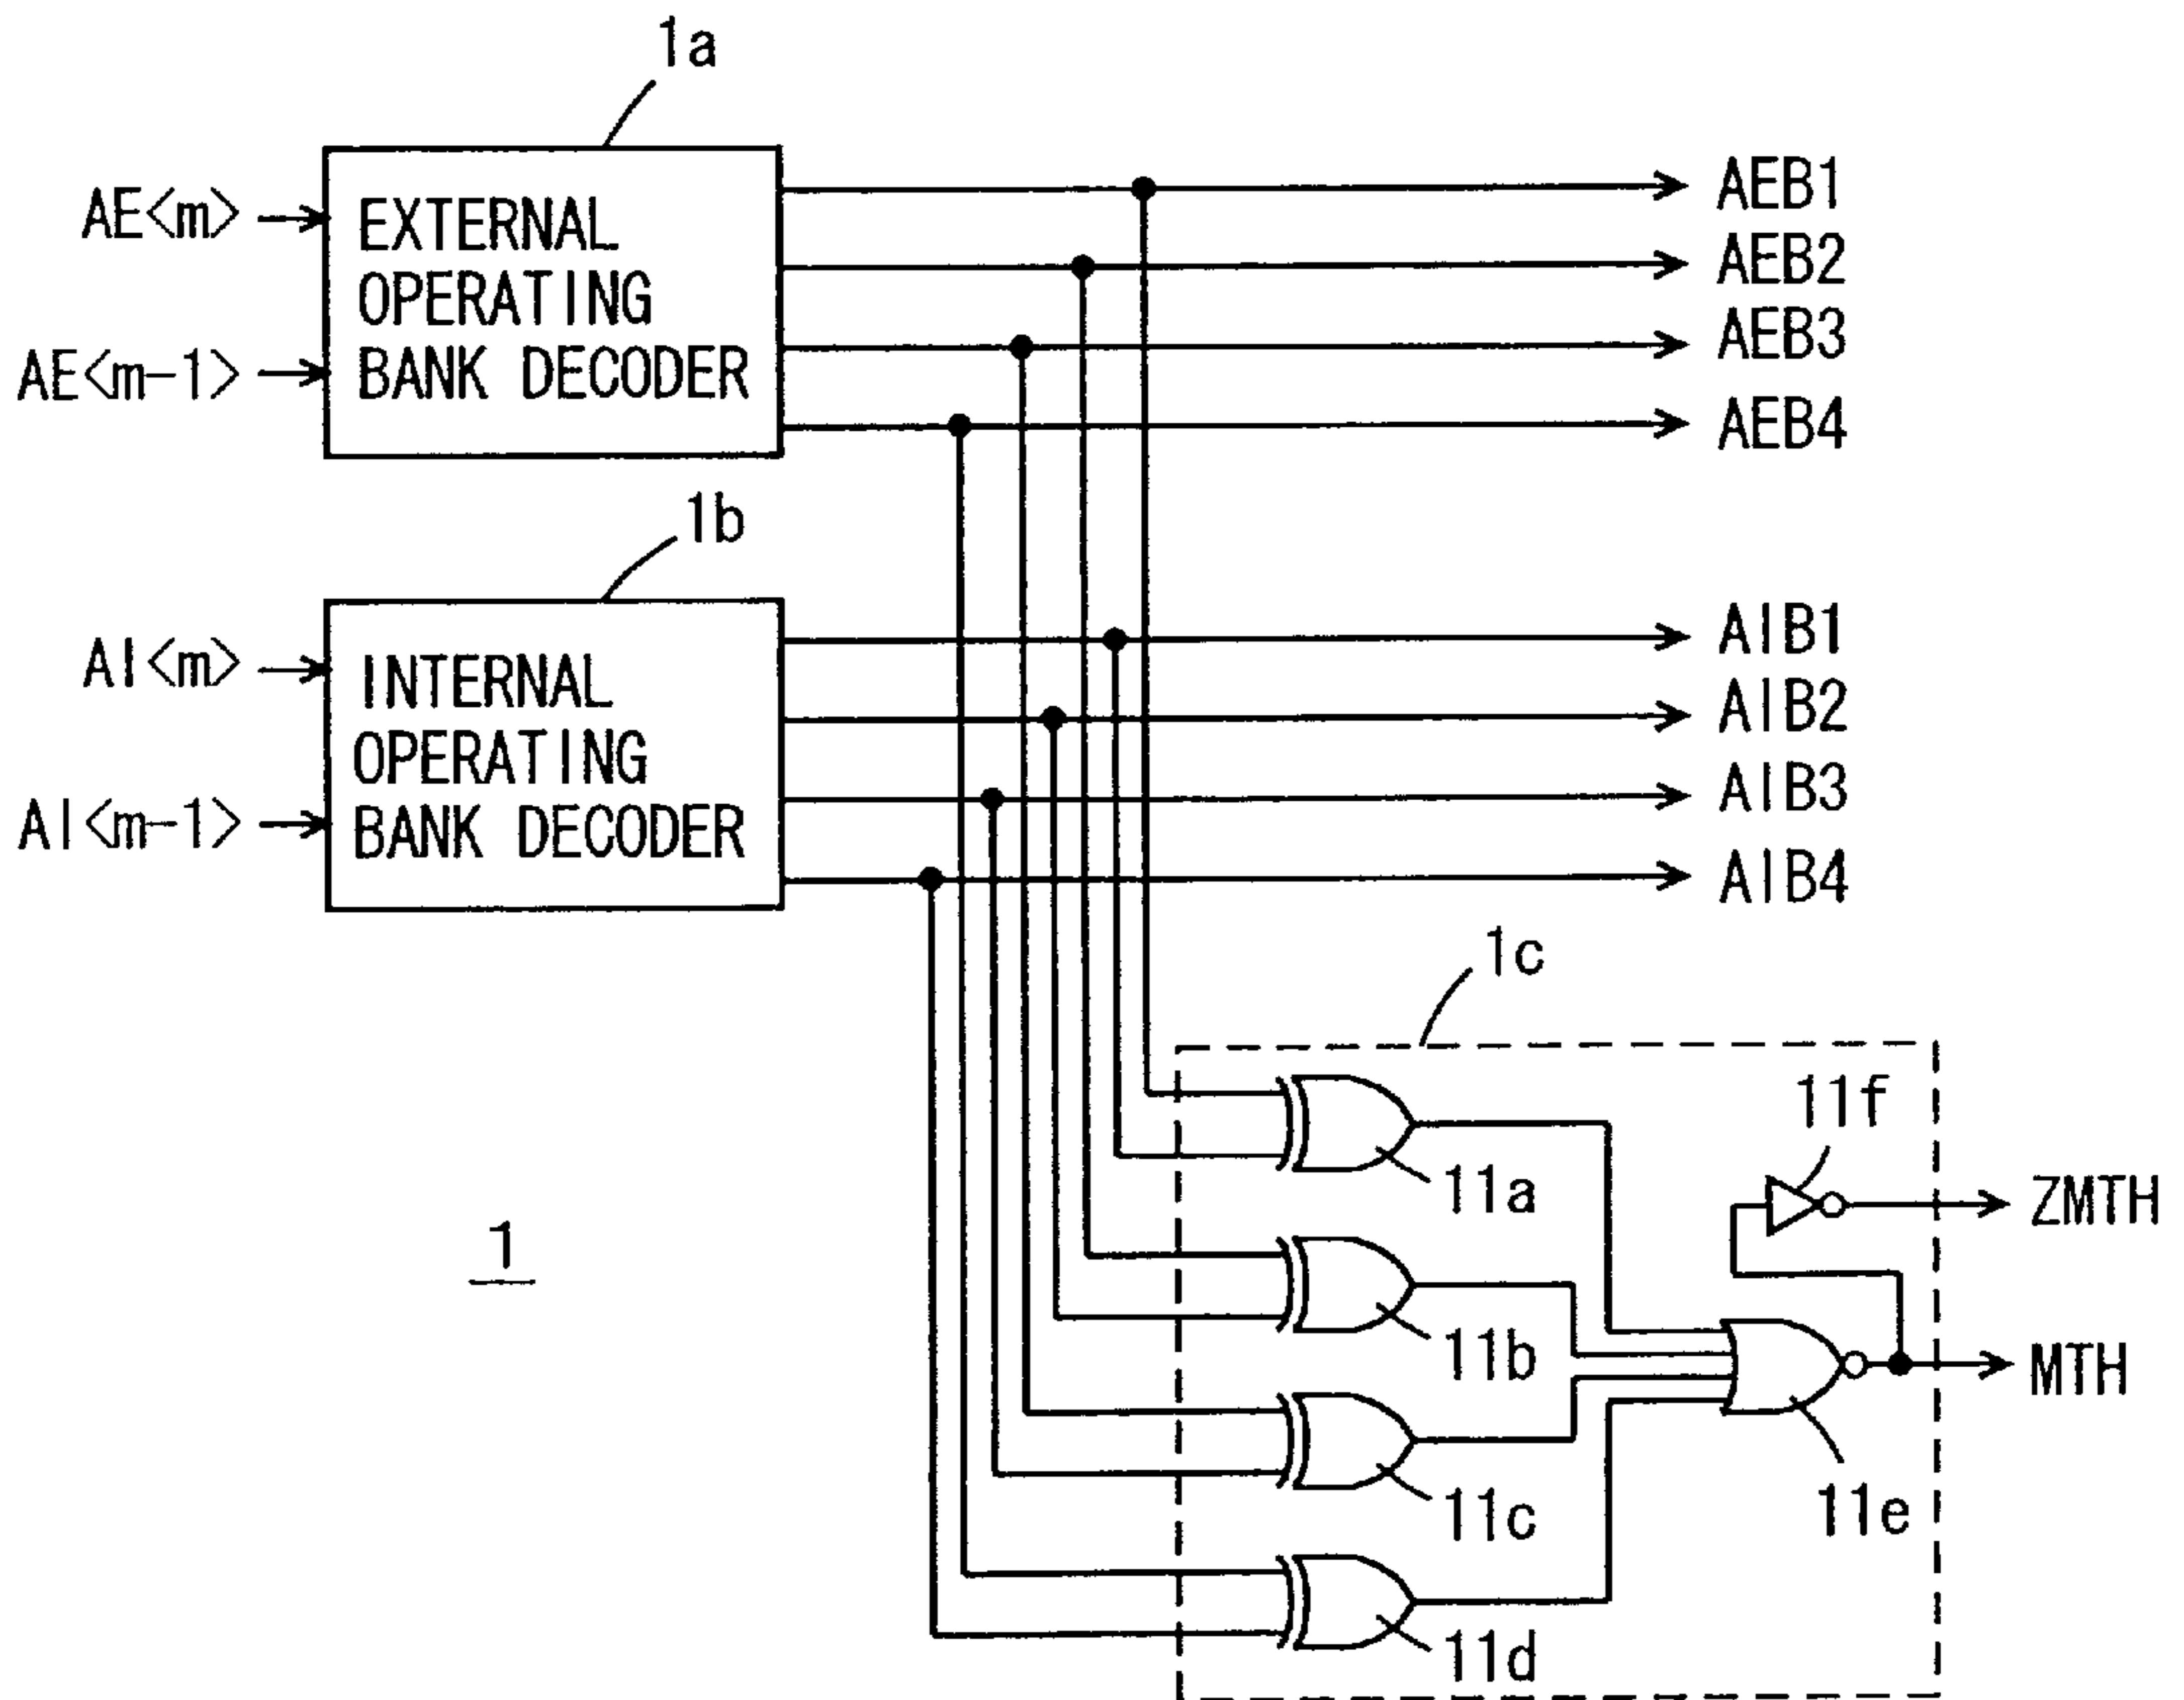 1a
AE<m>
AE<m-1>
EXTERNAL
OPERATING
BANK DECODER
AEB1
AEB2
AEB3
AEB4
1b
AI<m>
AI<m-1>
INTERNAL
OPERATING
BANK DECODER
AIB1
AIB2
AIB3
AIB4
1c
11f
11a
ZMTH
1
11b
MTH
11c
11e
11d